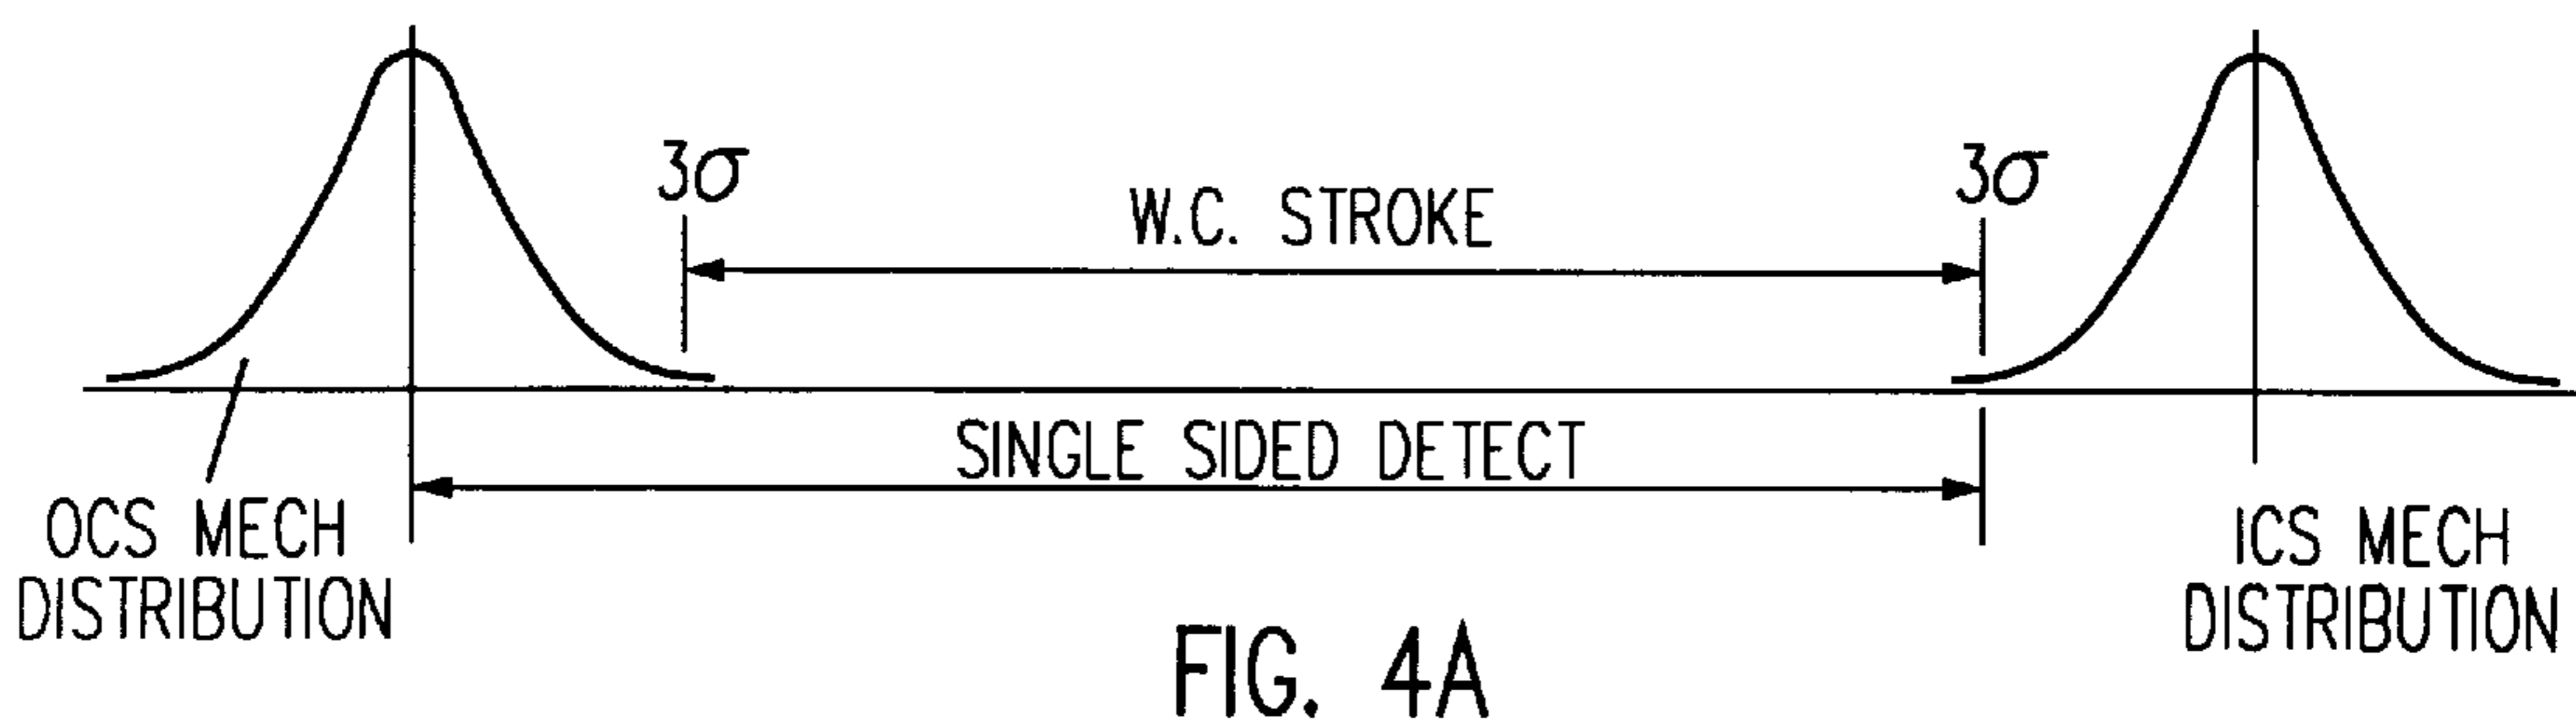 3σ
3σ
W.C. STROKE
SINGLE SIDED DETECT
OCS MECH
DISTRIBUTION
ICS MECH
DISTRIBUTION
FIG. 4A